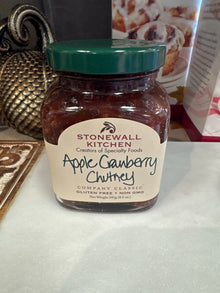 STONEWALL
KITCHEN
Creators of Specialty Foods
Apple Cranberry
Chutney
COMPANY CLASSIC
GLUTEN FREE • NON GMO